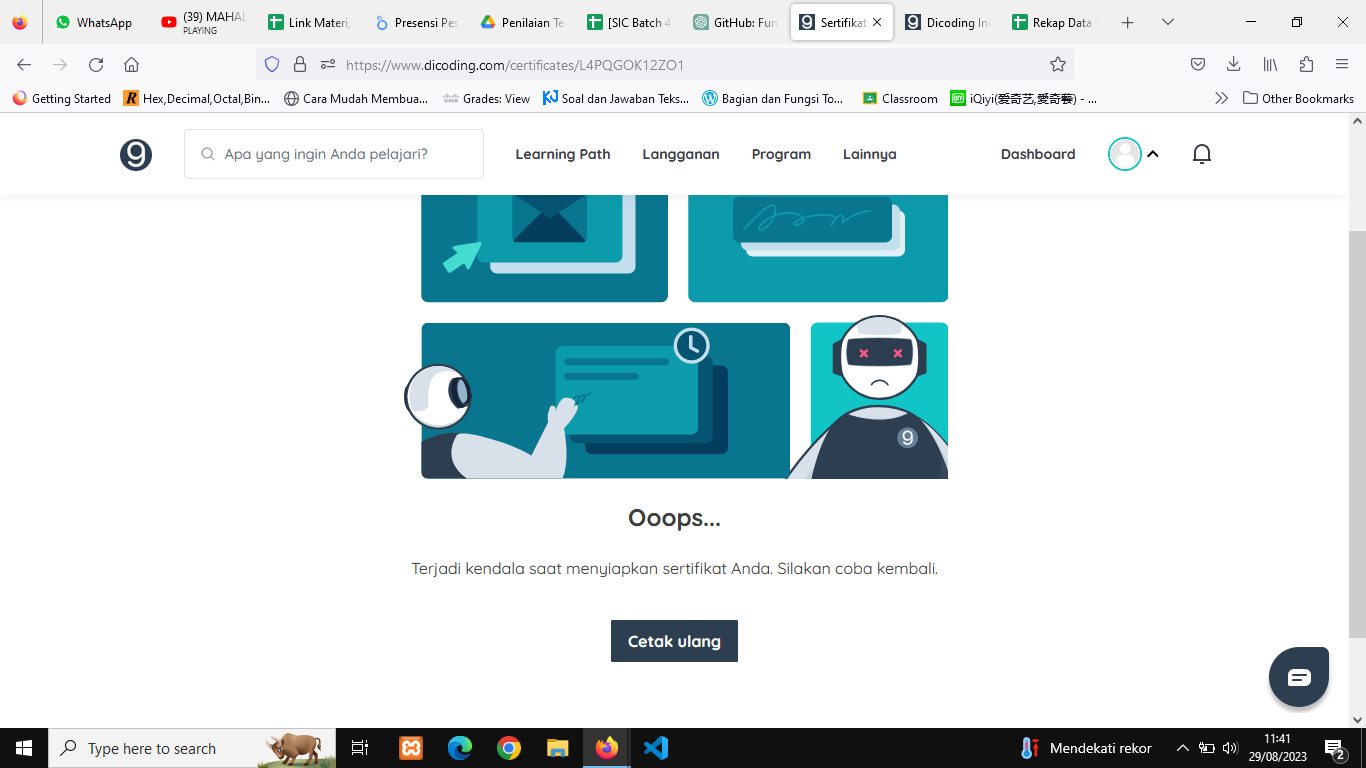 WhatsApp
(39) MAHAL
PLAYING
Link Materi
Presensi Pes
Penilaian Te
[SIC Batch 4
GitHub: Fun
Sertifikat
Dicoding In
Rekap Data
https://www.dicoding.com/certificates/L4PQGOK12ZO1
Getting Started
Hex,Decimal,Octal,Bin...
Cara Mudah Membua...
Grades: View
Soal dan Jawaban Teks...
Bagian dan Fungsi To...
Classroom
iQiyi(爱奇艺,愛奇藝) - ...
Other Bookmarks
Apa yang ingin Anda pelajari?
Learning Path
Langganan
Program
Lainnya
Dashboard
Ooops...
Terjadi kendala saat menyiapkan sertifikat Anda. Silakan coba kembali.
Cetak ulang
Type here to search
Mendekati rekor
11:41
29/08/2023
2